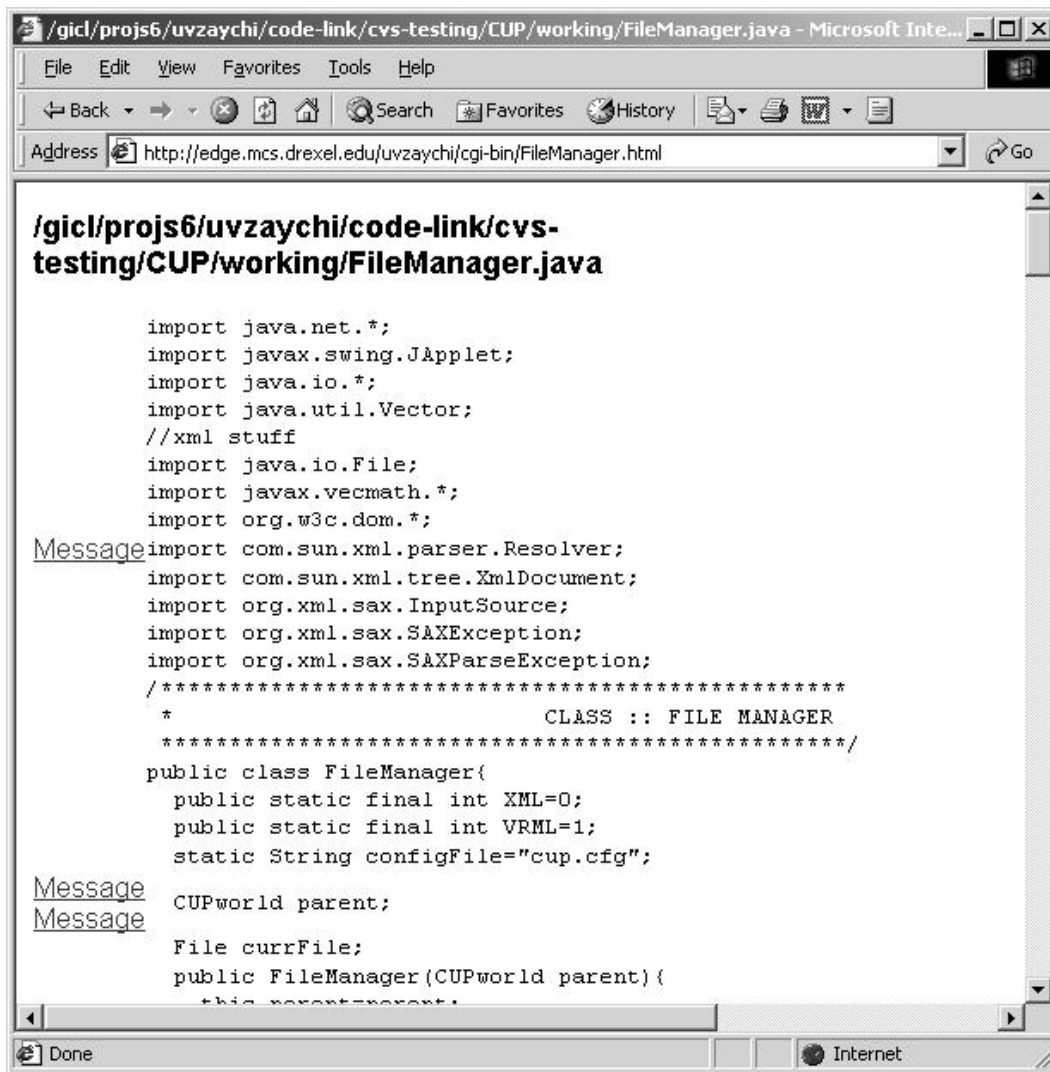 /gicl/projs6/uvzaychi/code-link/cvs-testing/CUP/working/FileManager.java - Microsoft Inte...
File Edit View Favorites Tools Help
Back Search Favorites History
Address http://edge.mcs.drexel.edu/uvzaychi/cgi-bin/FileManager.html Go
/gicl/projs6/uvzaychi/code-link/cvs-
testing/CUP/working/FileManager.java
import java.net.*;
import javax.swing.JApplet;
import java.io.*;
import java.util.Vector;
//xml stuff
import java.io.File;
import javax.vecmath.*;
import org.w3c.dom.*;
Message import com.sun.xml.parser.Resolver;
import com.sun.xml.tree.XmlDocument;
import org.xml.sax.InputSource;
import org.xml.sax.SAXException;
import org.xml.sax.SAXParseException;
/**************************************************
* CLASS :: FILE MANAGER
**************************************************/
public class FileManager{
public static final int XML=0;
public static final int VRML=1;
static String configFile="cup.cfg";
Message
CUPworld parent;
Message
File currFile;
public FileManager(CUPworld parent){
this.parent=parent;
Done Internet